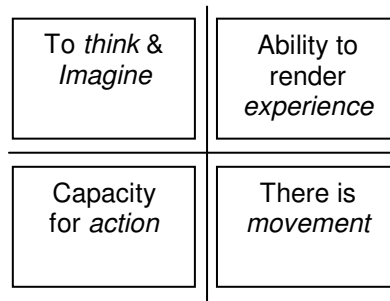 To think &
Imagine
Ability to
render
experience
Capacity
for action
There is
movement